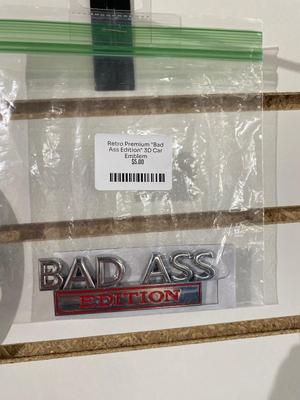 Retro Premium "Bad
Ass Edition" 3D Car
Emblem
$5.00
BAD ASS
EDITION